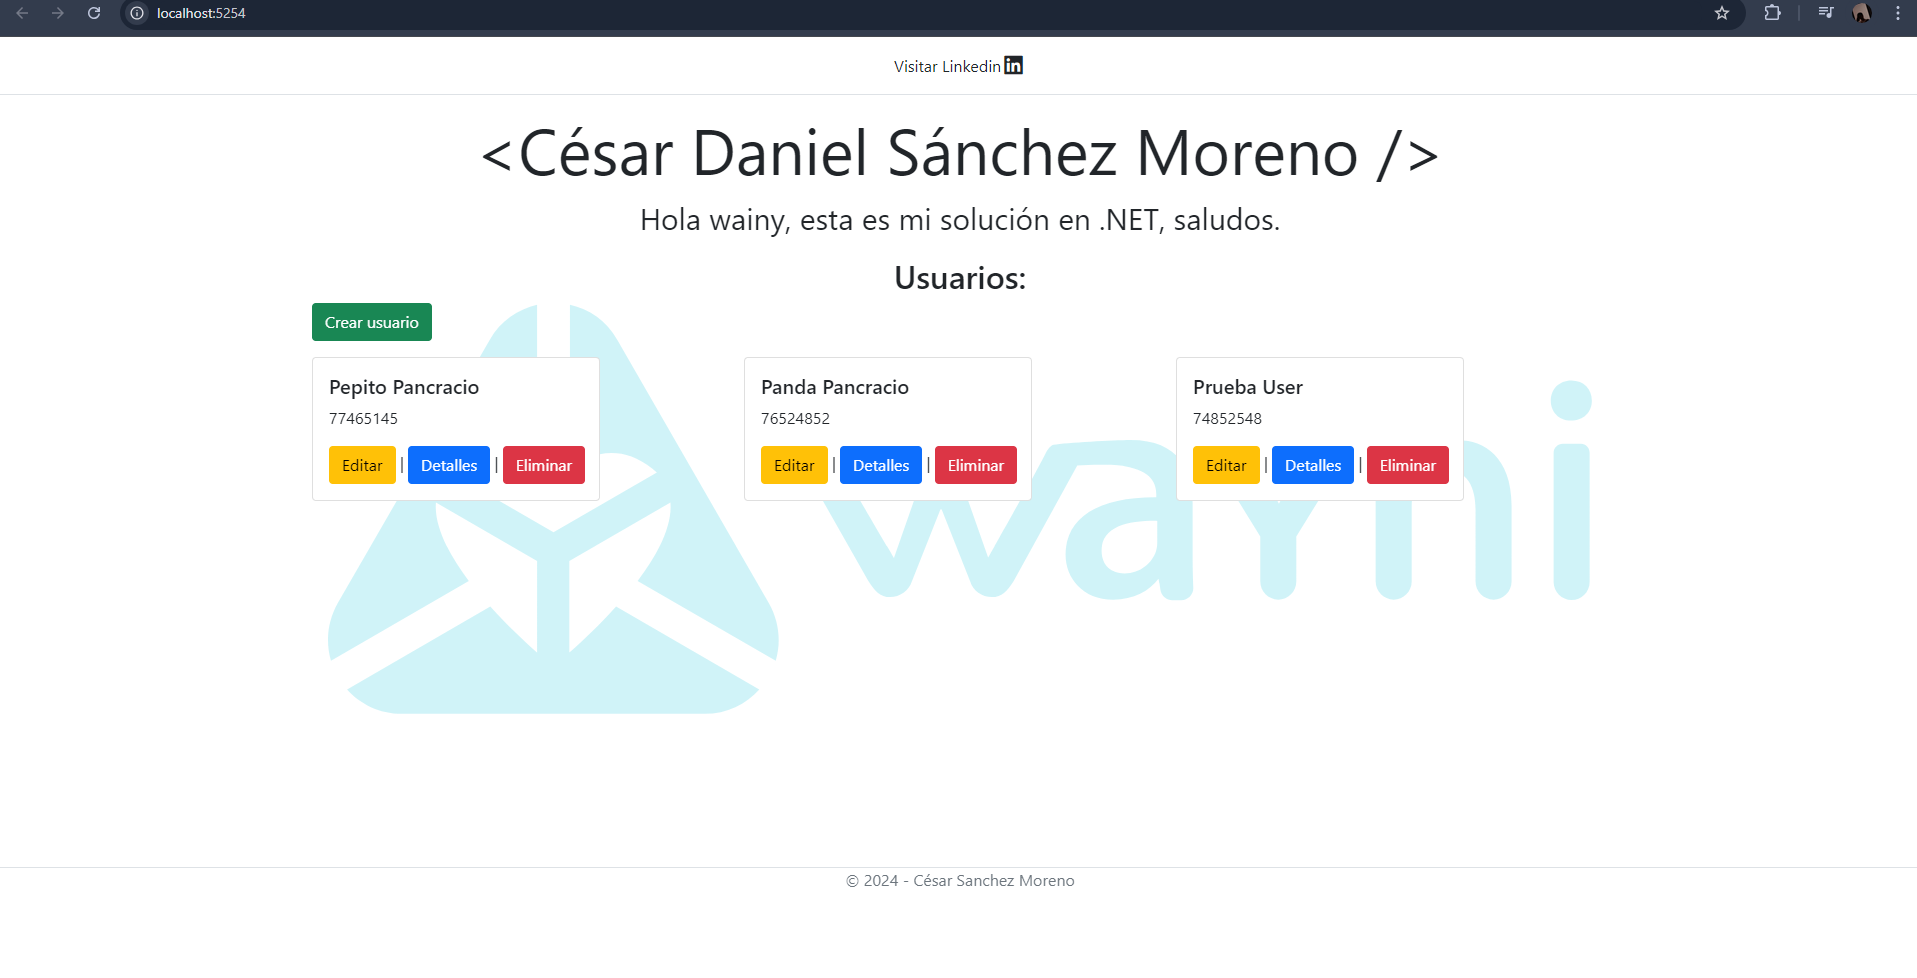 localhost:5254
Visitar Linkedin in
<César Daniel Sánchez Moreno />
Hola wainy, esta es mi solución en .NET, saludos.
Usuarios:
Crear usuario
Pepito Pancracio
77465145
Editar | Detalles | Eliminar
Panda Pancracio
76524852
Editar | Detalles | Eliminar
Prueba User
74852548
Editar | Detalles | Eliminar
wayni
© 2024 - César Sanchez Moreno